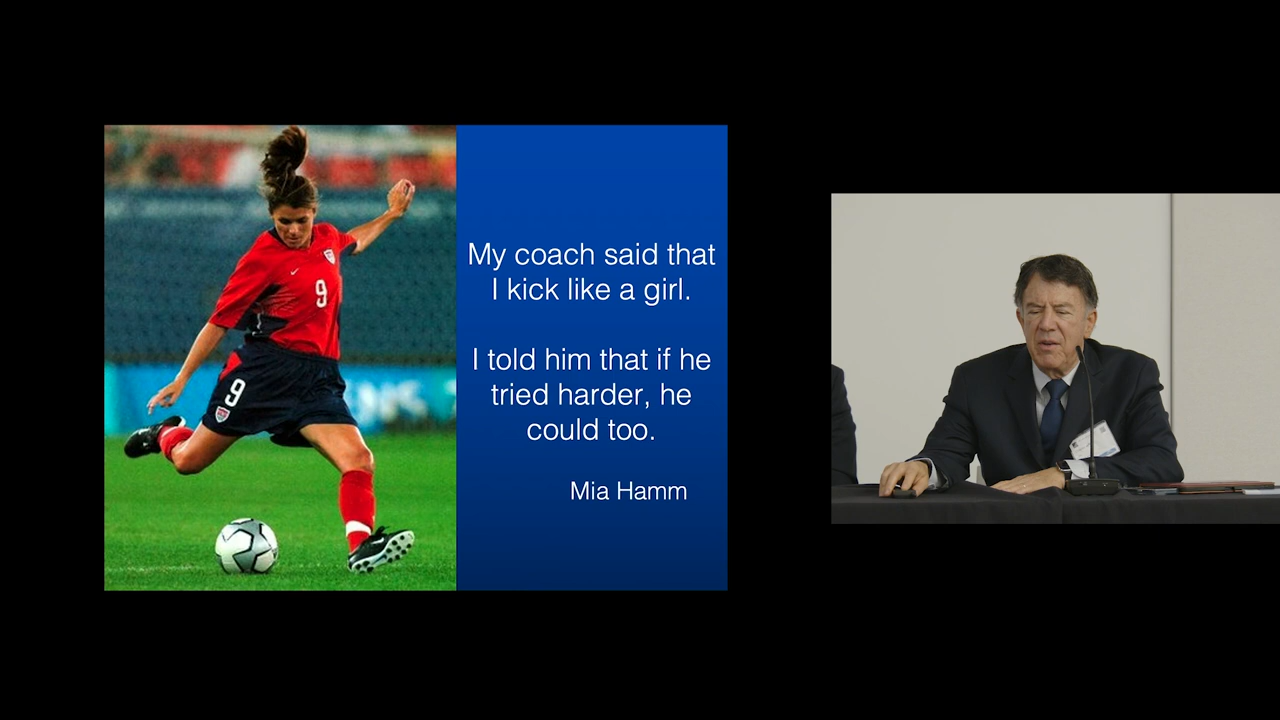 My coach said that
I kick like a girl.
I told him that if he
tried harder, he
could too.
Mia Hamm
9
9